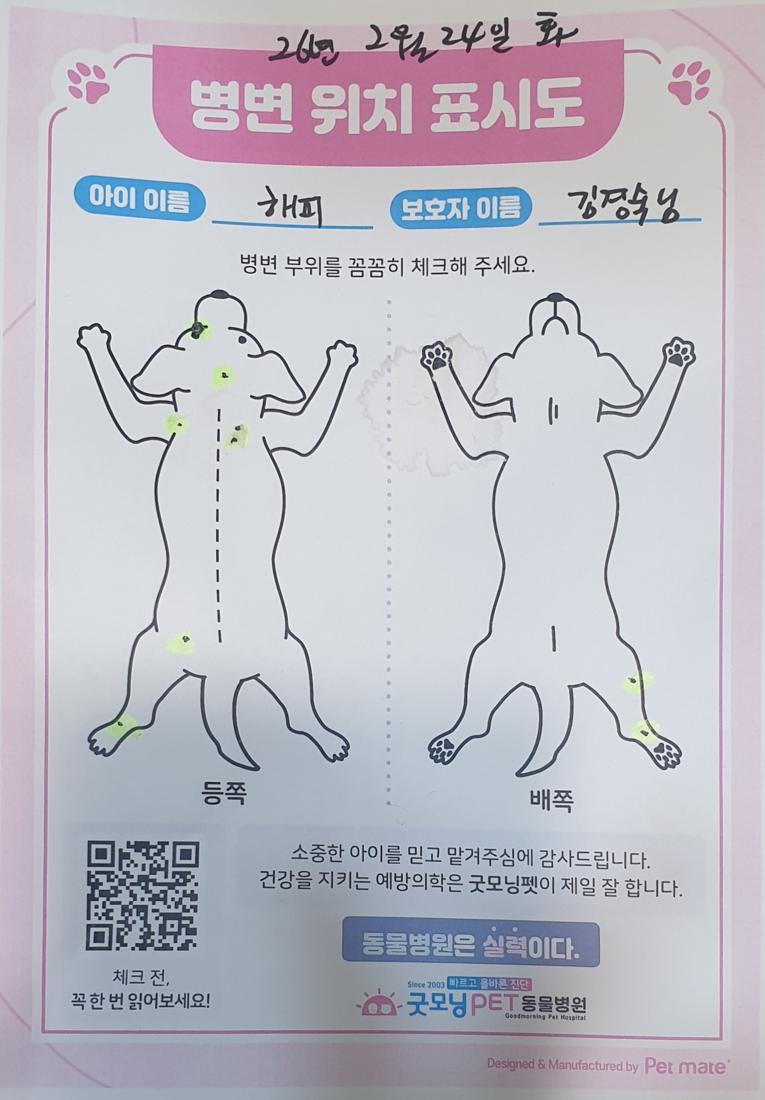 26년 2월 24일 화
병변 위치 표시도
아이 이름 해피 보호자 이름 김경숙님
병변 부위를 꼼꼼히 체크해 주세요.
등쪽 배쪽
소중한 아이를 믿고 맡겨주심에 감사드립니다.
건강을 지키는 예방의학은 굿모닝펫이 제일 잘 합니다.
동물병원은 실력이다.
체크 전,
꼭 한 번 읽어보세요!
Since 2003 빠르고 올바른 진단
굿모닝PET동물병원
Goodmorning Pet Hospital
Designed & Manufactured by Pet mate